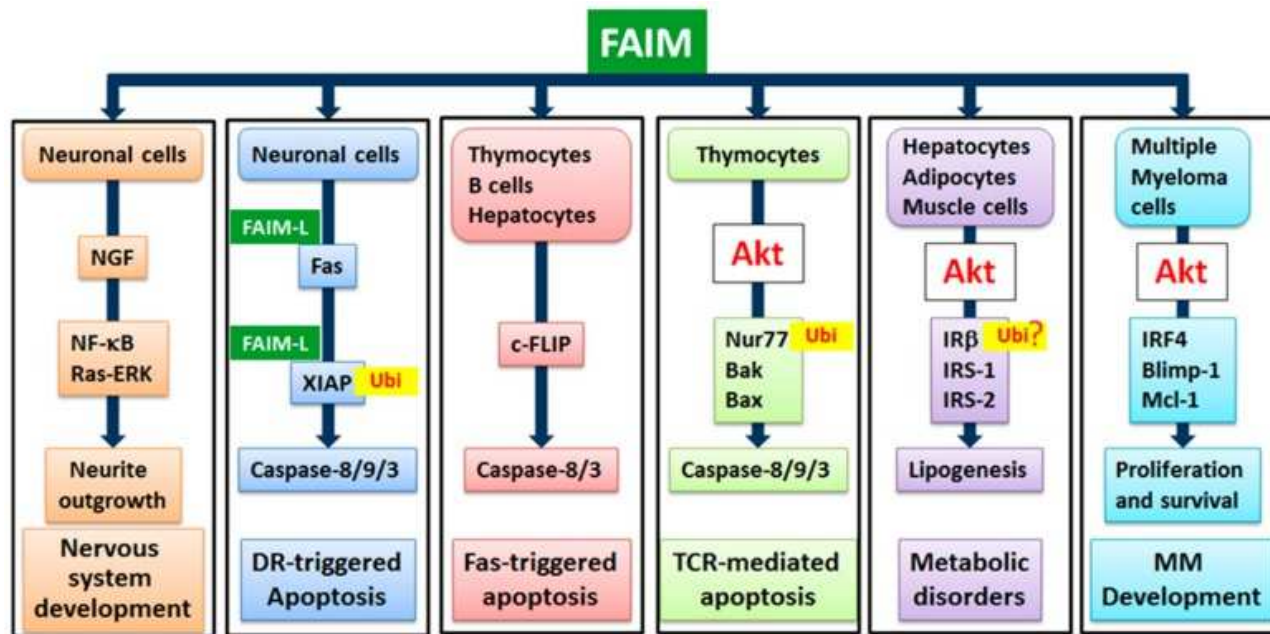 FAIM
Neuronal cells
NGF
NF-κB
Ras-ERK
Neurite
outgrowth
Nervous
system
development
Neuronal cells
FAIM-L
Fas
FAIM-L
XIAP
Ubi
Caspase-8/9/3
DR-triggered
Apoptosis
Thymocytes
B cells
Hepatocytes
c-FLIP
Caspase-8/3
Fas-triggered
apoptosis
Thymocytes
Akt
Nur77
Ubi
Bak
Bax
Caspase-8/9/3
TCR-mediated
apoptosis
Hepatocytes
Adipocytes
Muscle cells
Akt
IRβ
Ubi?
IRS-1
IRS-2
Lipogenesis
Metabolic
disorders
Multiple
Myeloma
cells
Akt
IRF4
Blimp-1
Mcl-1
Proliferation
and survival
MM
Development